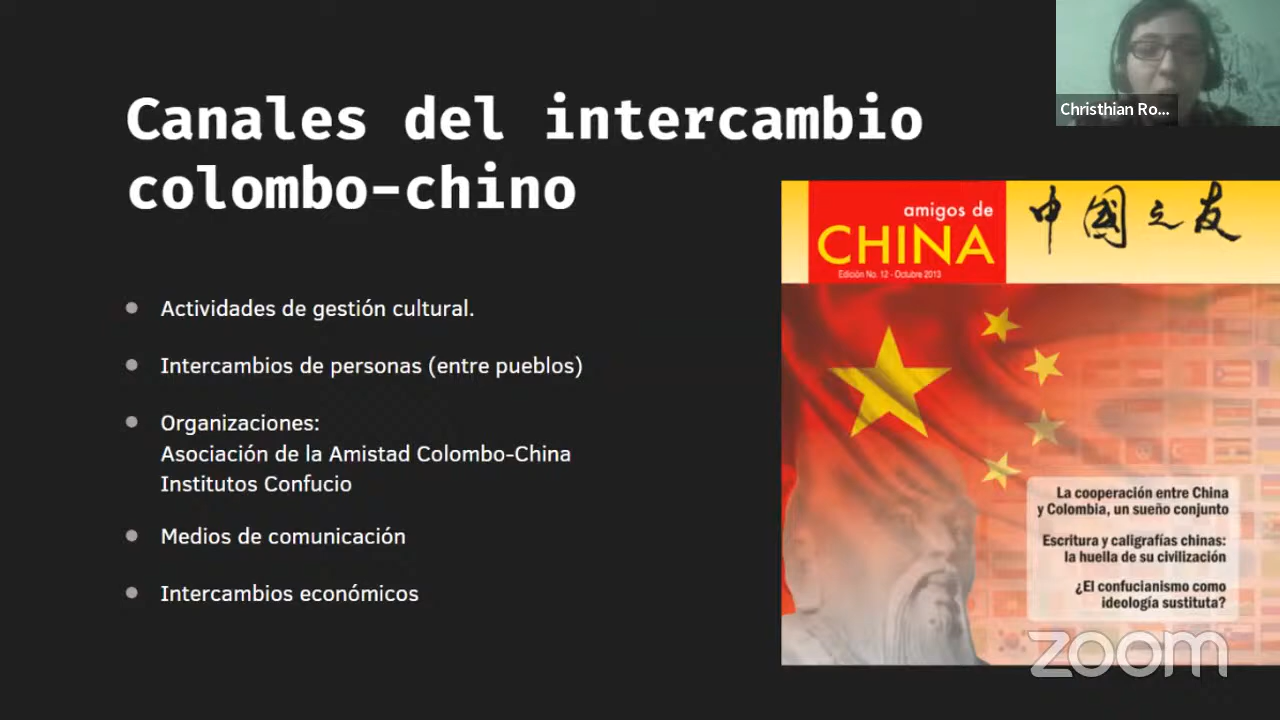 Canales del intercambio
colombo-chino
Christhian Ro...
amigos de
CHINA
Edición No. 12 - Octubre 2013
中国之友
Actividades de gestión cultural.
Intercambios de personas (entre pueblos)
Organizaciones:
Asociación de la Amistad Colombo-China
Institutos Confucio
Medios de comunicación
Intercambios económicos
La cooperación entre China
y Colombia, un sueño conjunto
Escritura y caligrafías chinas:
la huella de su civilización
¿El confucianismo como
ideología sustituta?
zoom